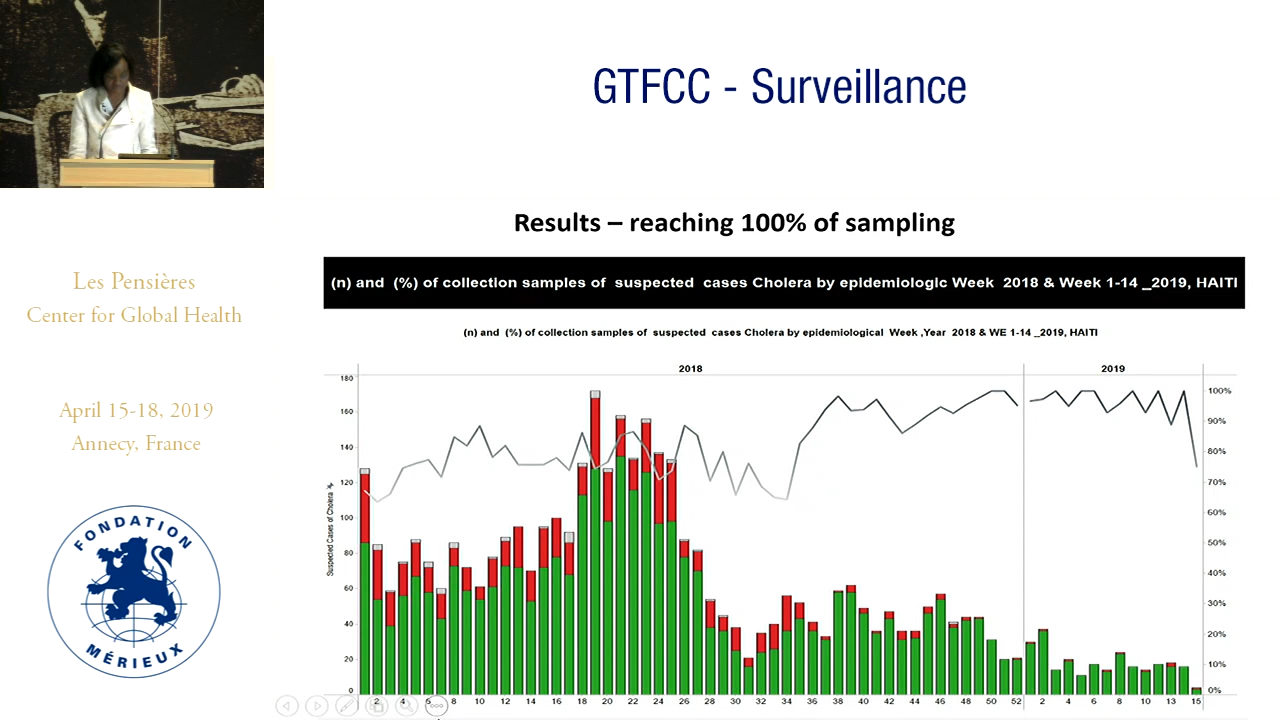 GTFCC - Surveillance
Results – reaching 100% of sampling
Les Pensières
Center for Global Health
April 15-18, 2019
Annecy, France
FONDATION
MÉRIEUX
(n) and (%) of collection samples of suspected cases Cholera by epidemiologic Week 2018 & Week 1-14 _2019, HAITI
(n) and (%) of collection samples of suspected cases Cholera by epidemiological Week ,Year 2018 & WE 1-14 _2019, HAITI
2018 2019
Suspected Cases of Cholera
180
160
140
120
100
80
60
40
20
0
100%
90%
80%
70%
60%
50%
40%
30%
20%
10%
0%
2 4 6 8 10 12 14 16 18 20 22 24 26 28 30 32 34 36 38 40 42 44 46 48 50 52 2 4 6 8 10 12 14 15